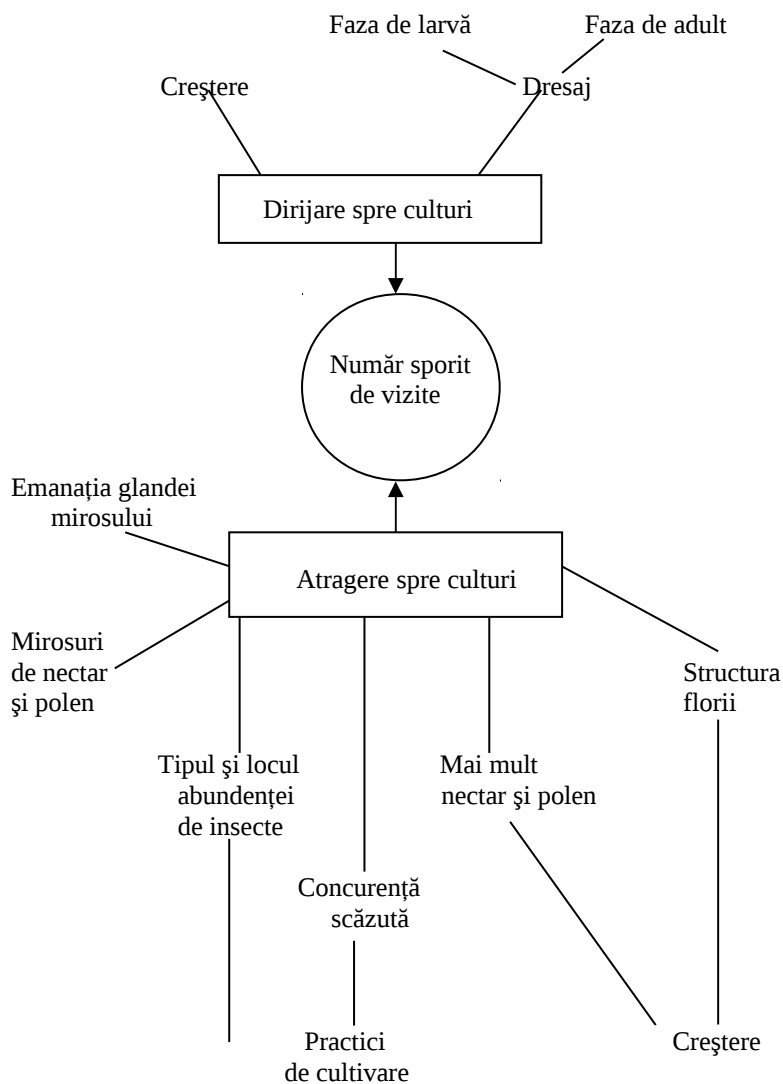 Faza de larvă
Faza de adult
Creştere
Dresaj
Dirijare spre culturi
Număr sporit
de vizite
Emanația glandei
mirosului
Atragere spre culturi
Mirosuri
de nectar
şi polen
Structura
florii
Tipul şi locul
abundenței
de insecte
Mai mult
nectar şi polen
Concurență
scăzută
Practici
de cultivare
Creştere